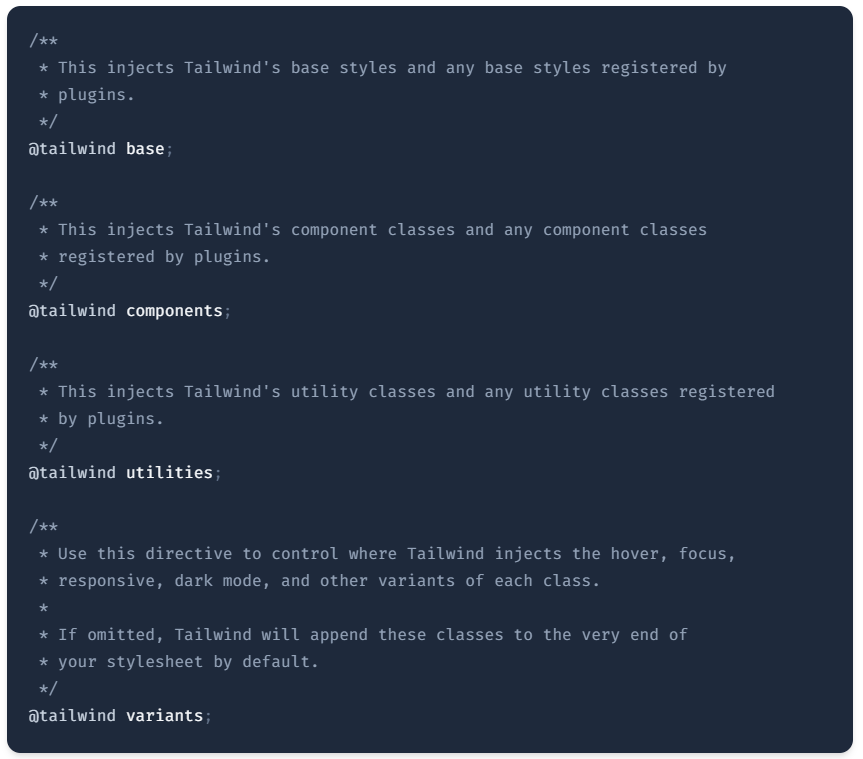 /**
 * This injects Tailwind's base styles and any base styles registered by
 * plugins.
 */
@tailwind base;

/**
 * This injects Tailwind's component classes and any component classes
 * registered by plugins.
 */
@tailwind components;

/**
 * This injects Tailwind's utility classes and any utility classes registered
 * by plugins.
 */
@tailwind utilities;

/**
 * Use this directive to control where Tailwind injects the hover, focus,
 * responsive, dark mode, and other variants of each class.
 *
 * If omitted, Tailwind will append these classes to the very end of
 * your stylesheet by default.
 */
@tailwind variants;